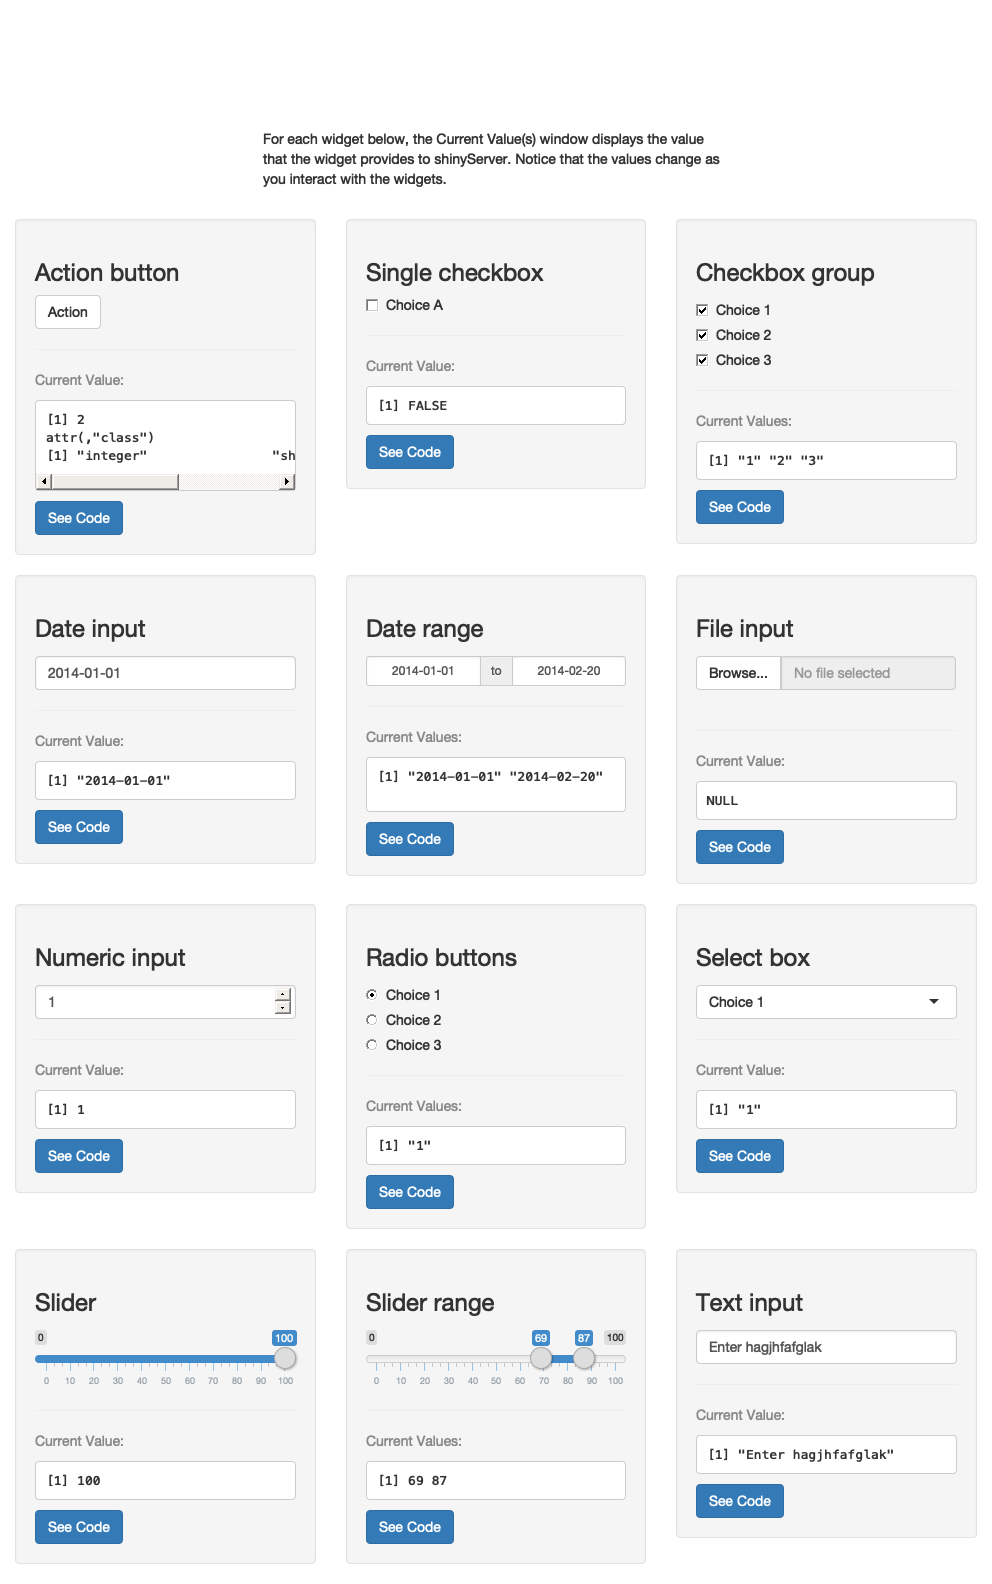 For each widget below, the Current Value(s) window displays the value
that the widget provides to shinyServer. Notice that the values change as
you interact with the widgets.
Action button
Action
Current Value:
[1] 2
attr(,"class")
[1] "integer" "sh
See Code
Single checkbox
Choice A
Current Value:
[1] FALSE
See Code
Checkbox group
Choice 1
Choice 2
Choice 3
Current Values:
[1] "1" "2" "3"
See Code
Date input
2014-01-01
Current Value:
[1] "2014-01-01"
See Code
Date range
2014-01-01 to 2014-02-20
Current Values:
[1] "2014-01-01" "2014-02-20"
See Code
File input
Browse... No file selected
Current Value:
NULL
See Code
Numeric input
1
Current Value:
[1] 1
See Code
Radio buttons
Choice 1
Choice 2
Choice 3
Current Values:
[1] "1"
See Code
Select box
Choice 1
Current Value:
[1] "1"
See Code
Slider
0 100
0 10 20 30 40 50 60 70 80 90 100
Current Value:
[1] 100
See Code
Slider range
0 69 87 100
0 10 20 30 40 50 60 70 80 90 100
Current Values:
[1] 69 87
See Code
Text input
Enter hagjhfafglak
Current Value:
[1] "Enter hagjhfafglak"
See Code